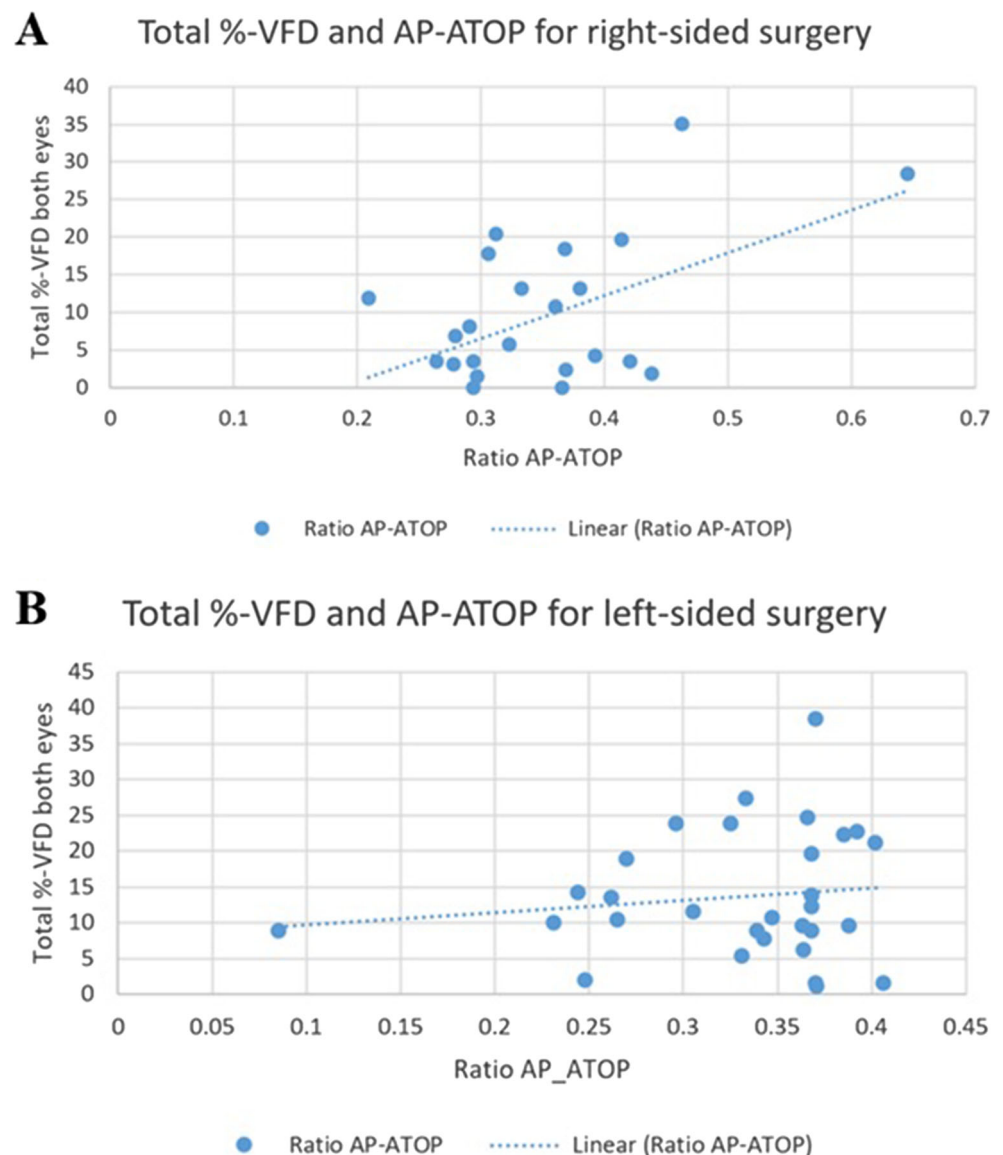 A
Total %-VFD and AP-ATOP for right-sided surgery
Total %-VFD both eyes
40
35
30
25
20
15
10
5
0
0 0.1 0.2 0.3 0.4 0.5 0.6 0.7
Ratio AP-ATOP
Ratio AP-ATOP Linear (Ratio AP-ATOP)
B
Total %-VFD and AP-ATOP for left-sided surgery
Total %-VFD both eyes
45
40
35
30
25
20
15
10
5
0
0 0.05 0.1 0.15 0.2 0.25 0.3 0.35 0.4 0.45
Ratio AP_ATOP
Ratio AP-ATOP Linear (Ratio AP-ATOP)